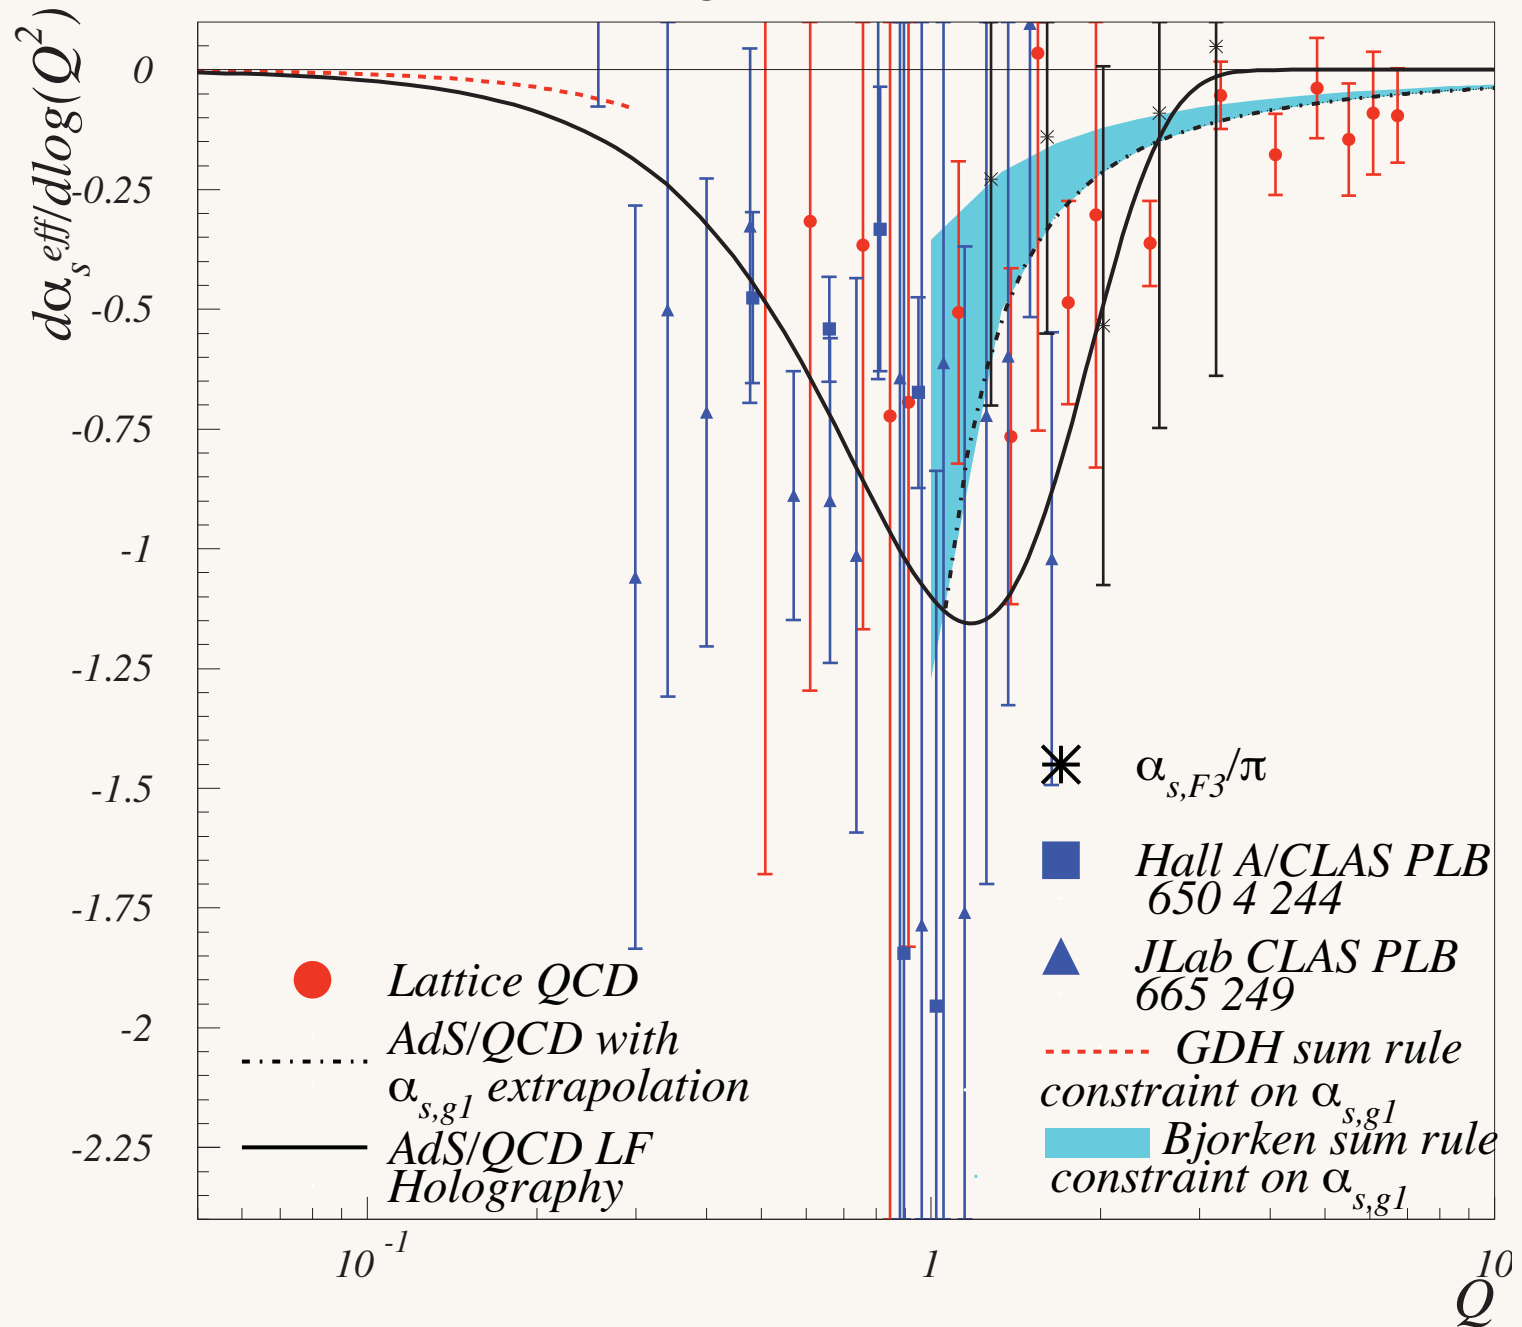 dα_s^eff/dlog(Q²)
0
-0.25
-0.5
-0.75
-1
-1.25
-1.5
-1.75
-2
-2.25
α_s,F3/π
Hall A/CLAS PLB
650 4 244
JLab CLAS PLB
665 249
GDH sum rule
constraint on α_s,g1
Bjorken sum rule
constraint on α_s,g1
Lattice QCD
AdS/QCD with
α_s,g1 extrapolation
AdS/QCD LF
Holography
10^-1
1
10
Q